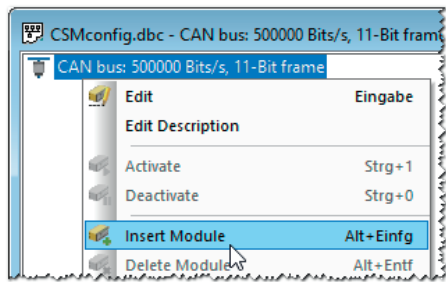 CSMconfig.dbc - CAN bus: 500000 Bits/s, 11-Bit fram
CAN bus: 500000 Bits/s, 11-Bit frame
Edit Eingabe
Edit Description
Activate Strg+1
Deactivate Strg+0
Insert Module Alt+Einfg
Delete Module Alt+Entf